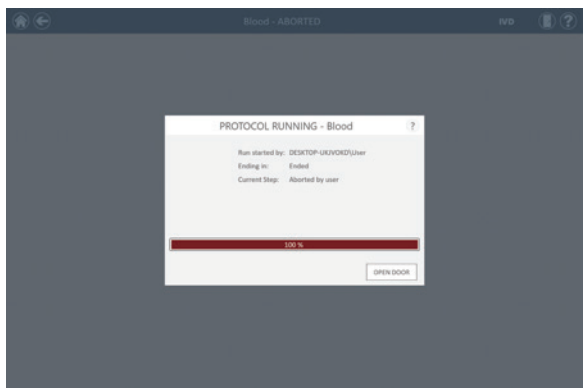 Blood - ABORTED
IVD
?
PROTOCOL RUNNING - Blood
?
Run started by: DESKTOP-UKJVOKD\User
Ending in: Ended
Current Step: Aborted by user
100 %
OPEN DOOR